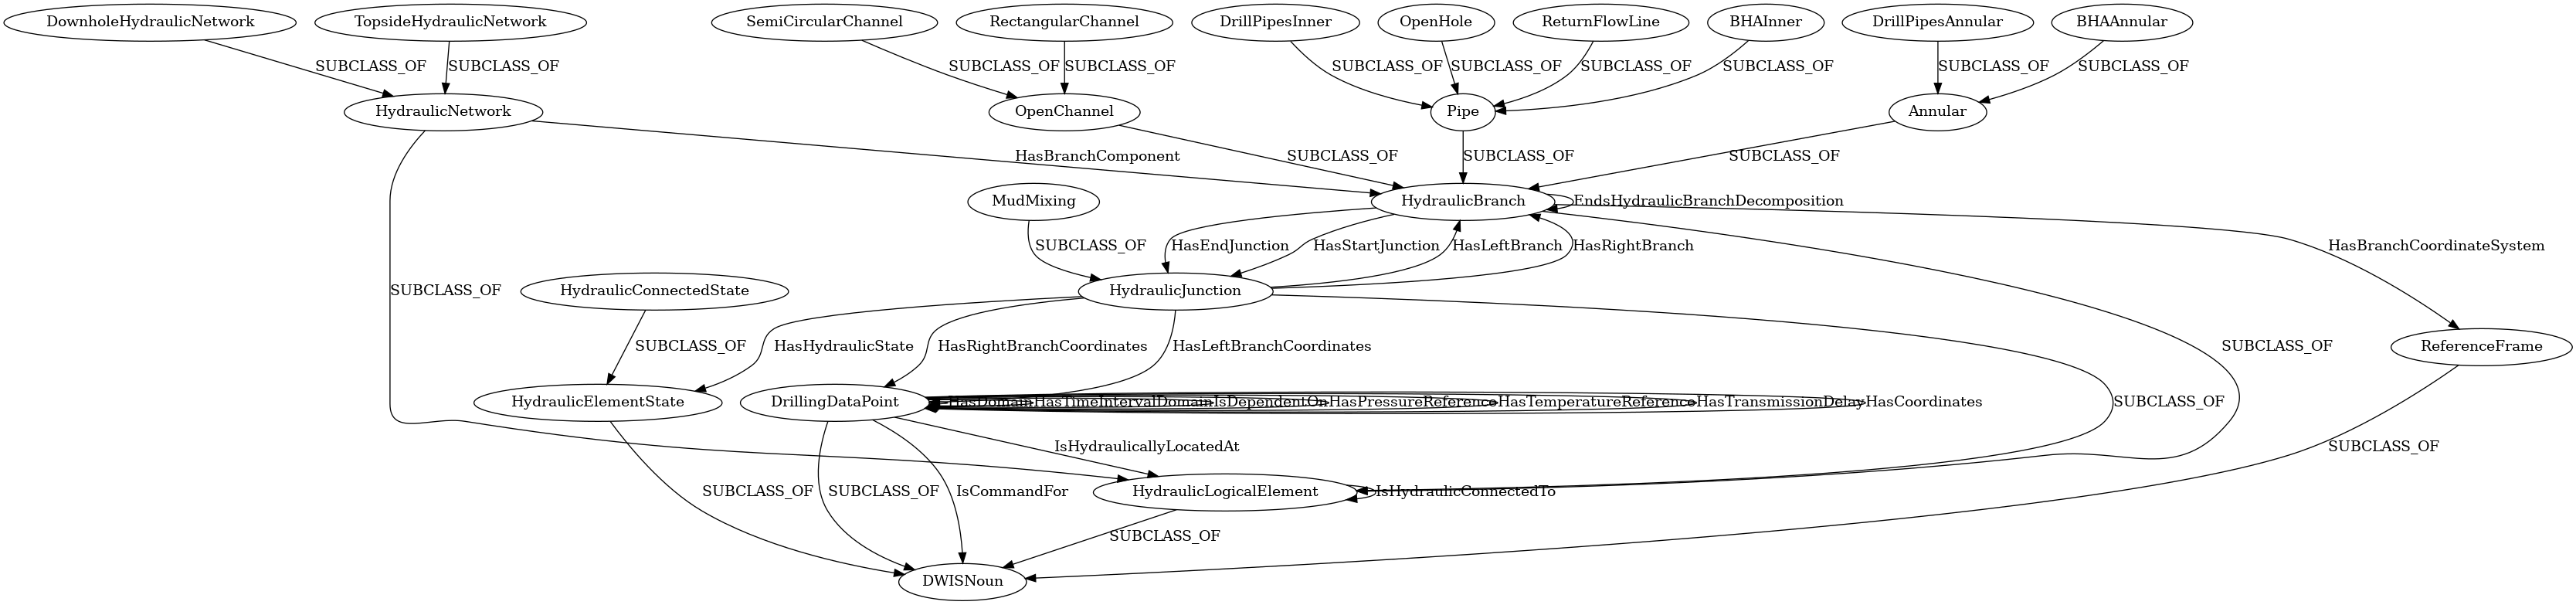 DownholeHydraulicNetwork
TopsideHydraulicNetwork
SemiCircularChannel
RectangularChannel
DrillPipesInner
OpenHole
ReturnFlowLine
BHAInner
DrillPipesAnnular
BHAAnnular
SUBCLASS_OF
SUBCLASS_OF
SUBCLASS_OF
SUBCLASS_OF
SUBCLASS_OF
SUBCLASS_OF
SUBCLASS_OF
SUBCLASS_OF
SUBCLASS_OF
SUBCLASS_OF
HydraulicNetwork
OpenChannel
Pipe
Annular
HasBranchComponent
SUBCLASS_OF
SUBCLASS_OF
SUBCLASS_OF
MudMixing
HydraulicBranch
EndsHydraulicBranchDecomposition
SUBCLASS_OF
HasEndJunction
HasStartJunction
HasLeftBranch
HasRightBranch
HasBranchCoordinateSystem
SUBCLASS_OF
HydraulicConnectedState
HydraulicJunction
SUBCLASS_OF
HasHydraulicState
HasRightBranchCoordinates
HasLeftBranchCoordinates
SUBCLASS_OF
ReferenceFrame
HydraulicElementState
DrillingDataPoint
HasDomain
HasTimeIntervalDomain
IsDependentOn
HasPressureReference
HasTemperatureReference
HasTransmissionDelay
HasCoordinates
SUBCLASS_OF
IsHydraulicallyLocatedAt
SUBCLASS_OF
SUBCLASS_OF
SUBCLASS_OF
IsCommandFor
HydraulicLogicalElement
IsHydraulicConnectedTo
SUBCLASS_OF
DWISNoun